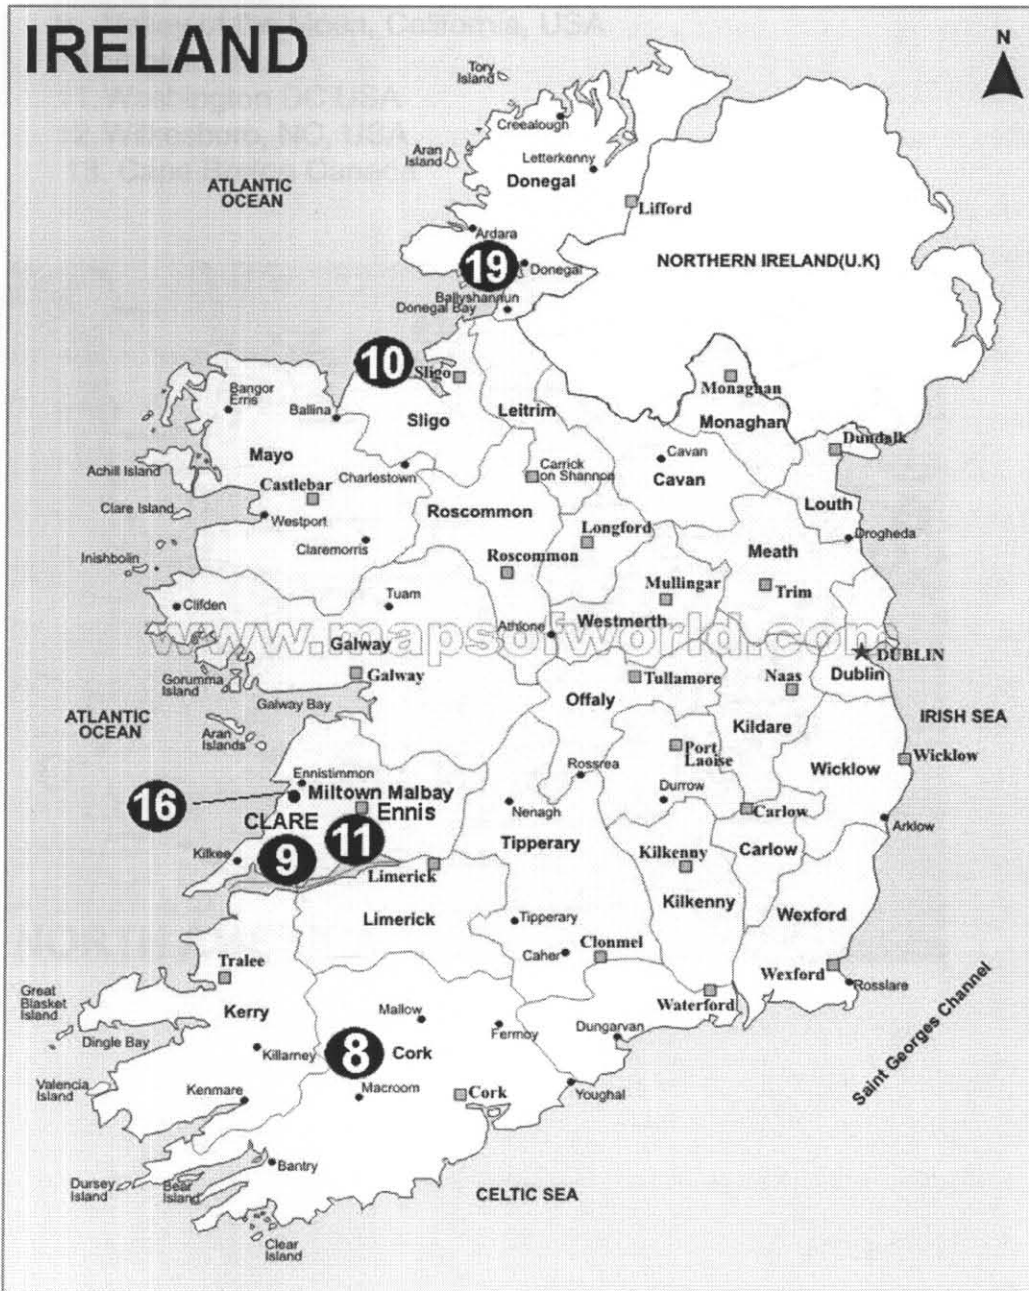 IRELAND
N
Tory
Island
Creealough
Aran
Island
Letterkenny
Donegal
ATLANTIC
OCEAN
Lifford
Ardara
NORTHERN IRELAND(U.K)
19
Donegal
Ballyshannun
Donegal Bay
10
Sligo
Monaghan
Bangor
Erris
Ballina
Leitrim
Sligo
Monaghan
Dundalk
Mayo
Cavan
Achill Island
Charlestown
Carrick
on Shannon
Cavan
Castlebar
Clare Island
Westport
Roscommon
Louth
Longford
Drogheda
Claremorris
Meath
Inishbolin
Roscommon
Mullingar
Trim
Clifden
Tuam
Athlone
Westmerth
www.mapsofworld.com
Galway
DUBLIN
Gorumma
Island
Galway
Tullamore
Naas
Dublin
Offaly
Galway Bay
ATLANTIC
OCEAN
Aran
Islands
Kildare
IRISH SEA
Port
Laoise
Wicklow
Rossrea
Wicklow
Ennistimmon
16
Miltown Malbay
Durrow
Nenagh
Ennis
Carlow
CLARE
Arklow
11
Tipperary
Carlow
9
Kilkee
Kilkenny
Limerick
Kilkenny
Wexford
Limerick
Tipperary
Clonmel
Caher
Tralee
Wexford
Rosslare
Great
Blasket
Island
Waterford
Kerry
Mallow
Fermoy
Dungarvan
Dingle Bay
Saint Georges Channel
Killarney
8
Cork
Valencia
Island
Kenmare
Macroom
Cork
Youghal
Bantry
Dursey
Island
Bear
Island
CELTIC SEA
Clear
Island